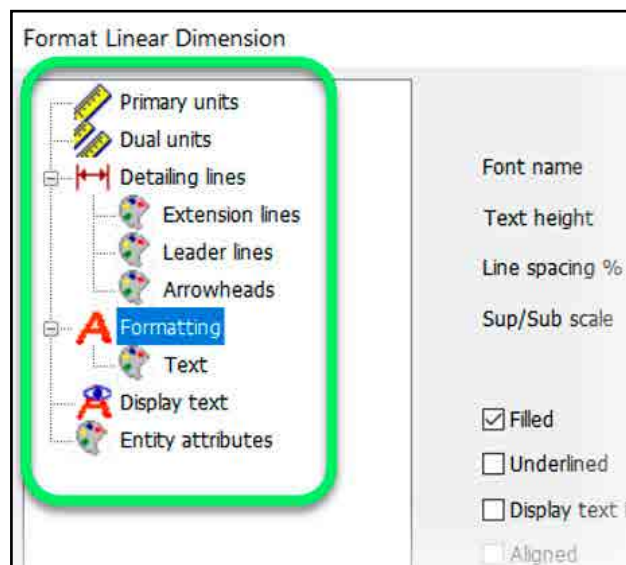 Format Linear Dimension
Primary units
Dual units
Detailing lines
Extension lines
Leader lines
Arrowheads
Formatting
Text
Display text
Entity attributes
Font name
Text height
Line spacing %
Sup/Sub scale
Filled
Underlined
Display text
Aligned